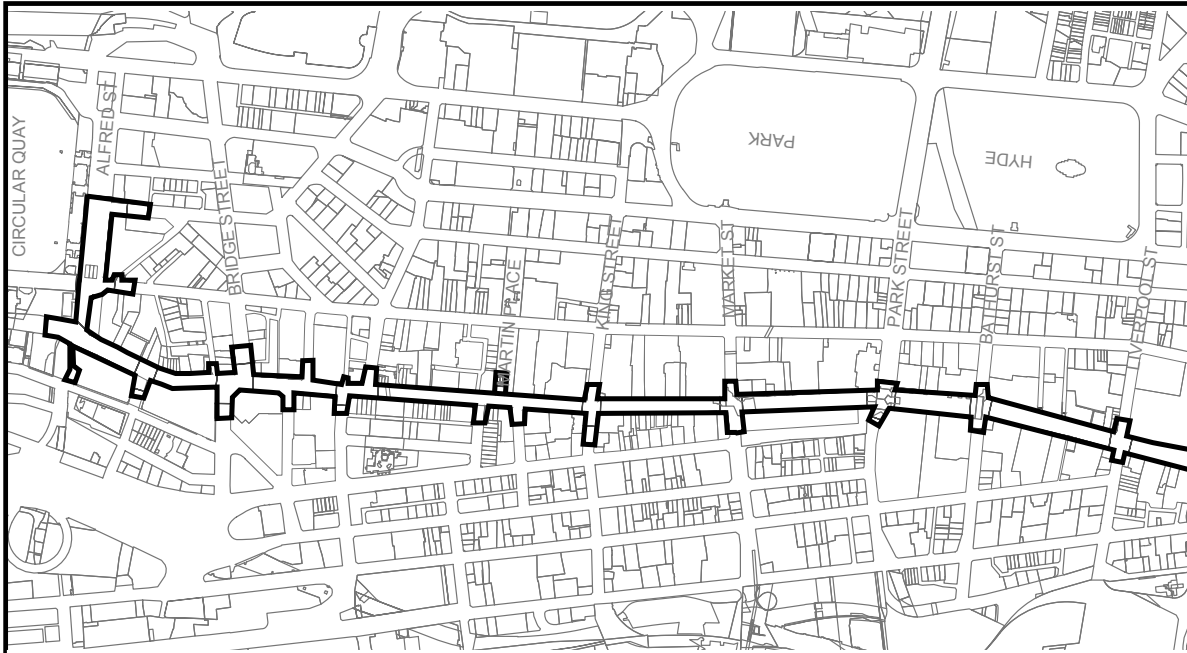 CIRCULAR QUAY
ALFRED ST
BRIDGE STREET
MARTIN PLACE
KING STREET
MARKET ST
PARK
PARK STREET
HYDE
BATHURST ST
LIVERPOOL ST